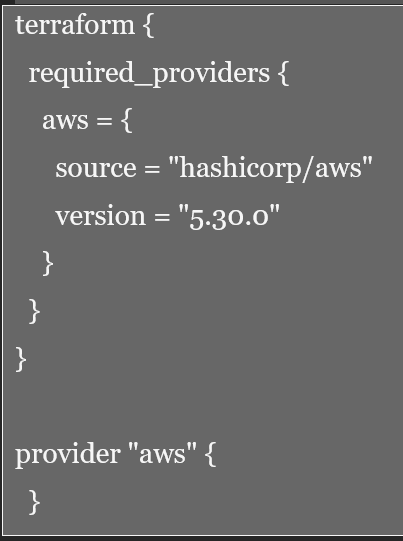 terraform {
  required_providers {
    aws = {
      source = "hashicorp/aws"
      version = "5.30.0"
    }
  }
}

provider "aws" {
  }